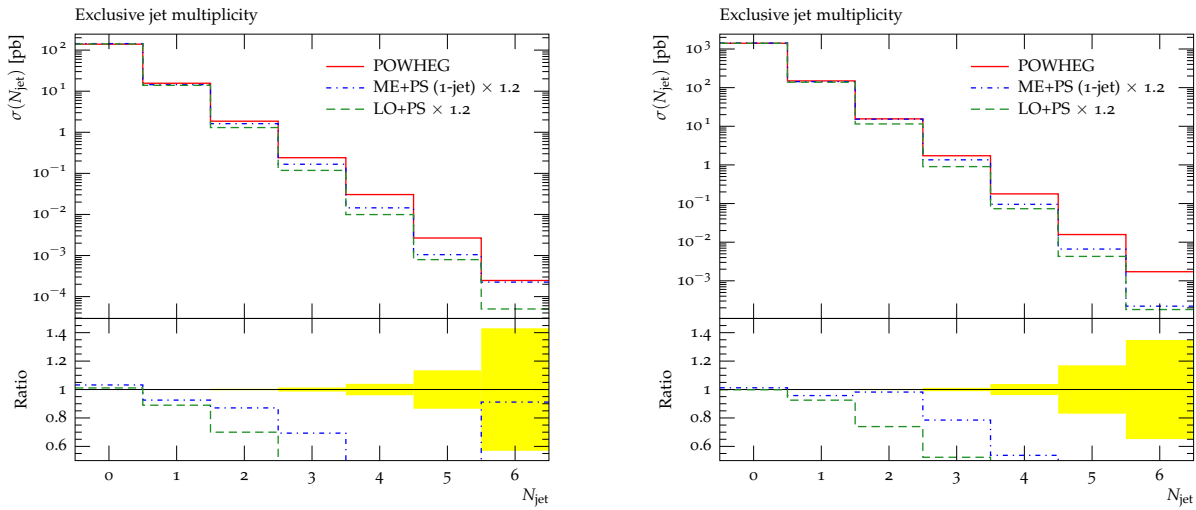 Exclusive jet multiplicity
σ(N_jet) [pb]
10^2
10^1
1
10^−1
10^−2
10^−3
10^−4
POWHEG
ME+PS (1-jet) × 1.2
LO+PS × 1.2
Ratio
1.4
1.2
1
0.8
0.6
0 1 2 3 4 5 6
N_jet
Exclusive jet multiplicity
σ(N_jet) [pb]
10^3
10^2
10^1
1
10^−1
10^−2
10^−3
POWHEG
ME+PS (1-jet) × 1.2
LO+PS × 1.2
Ratio
1.4
1.2
1
0.8
0.6
0 1 2 3 4 5 6
N_jet